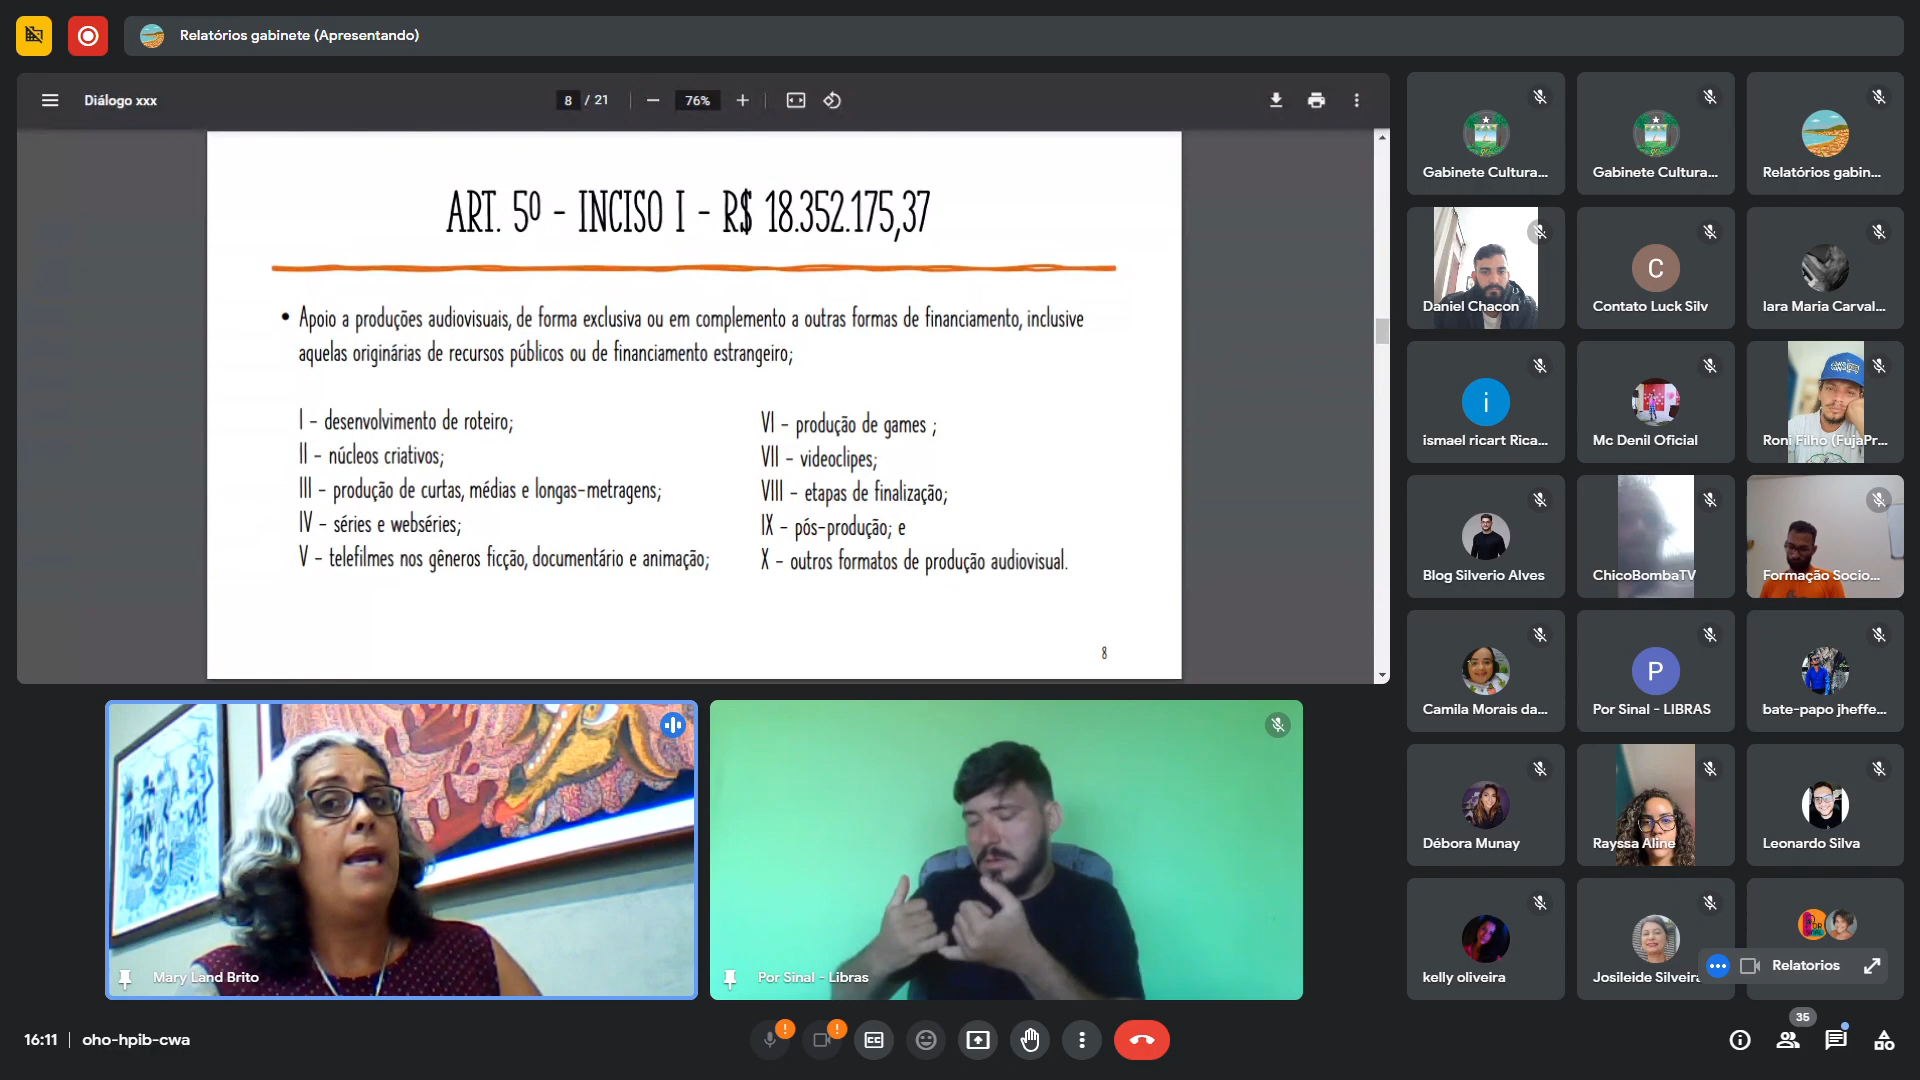 Relatórios gabinete (Apresentando)
Diálogo xxx
8 / 21
76%
ART. 5º - INCISO I - R$ 18.352.175,37
• Apoio a produções audiovisuais, de forma exclusiva ou em complemento a outras formas de financiamento, inclusive
aquelas originárias de recursos públicos ou de financiamento estrangeiro;
I - desenvolvimento de roteiro;
II - núcleos criativos;
III - produção de curtas, médias e longas-metragens;
IV - séries e webséries;
V - telefilmes nos gêneros ficção, documentário e animação;
VI - produção de games ;
VII - videoclipes;
VIII - etapas de finalização;
IX - pós-produção; e
X - outros formatos de produção audiovisual.
8
Mary Land Brito
Por Sinal - Libras
Gabinete Cultura...
Gabinete Cultura...
Relatórios gabin...
Daniel Chacon
C
Contato Luck Silv
Iara Maria Carval...
i
ismael ricart Rica...
Mc Denil Oficial
Roni Filho (FujaPr...
Blog Silverio Alves
ChicoBombaTV
Formação Socio...
Camila Morais da...
P
Por Sinal - LIBRAS
bate-papo jheffe...
Débora Munay
Rayssa Aline
Leonardo Silva
kelly oliveira
Josileide Silveira
Relatorios
16:11 | oho-hpib-cwa
35